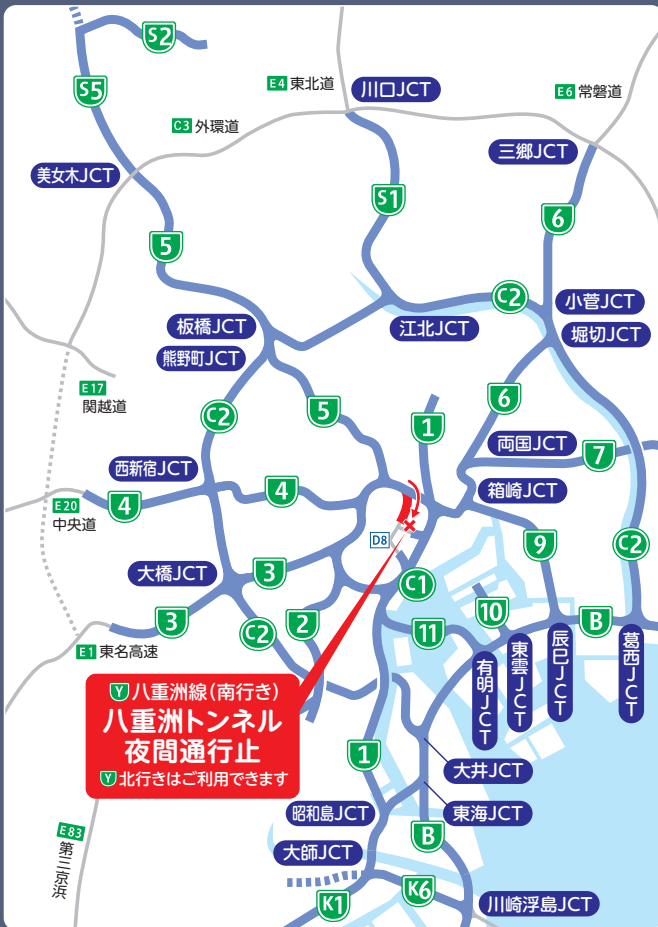 S2
S5
E4 東北道
川口JCT
E6 常磐道
C3 外環道
三郷JCT
美女木JCT
S1
6
5
C2
小菅JCT
板橋JCT
江北JCT
堀切JCT
熊野町JCT
E17
関越道
6
C2
5
1
両国JCT
7
西新宿JCT
4
箱崎JCT
E20
中央道
4
D8
9
C2
大橋JCT
3
C1
10
3
C2
2
11
B
E1 東名高速
有明JCT
東雲JCT
辰巳JCT
葛西JCT
Y 八重洲線(南行き)
八重洲トンネル
夜間通行止
Y 北行きはご利用できます
1
大井JCT
昭和島JCT
東海JCT
E83
第三京浜
B
大師JCT
K1
K6
川崎浮島JCT